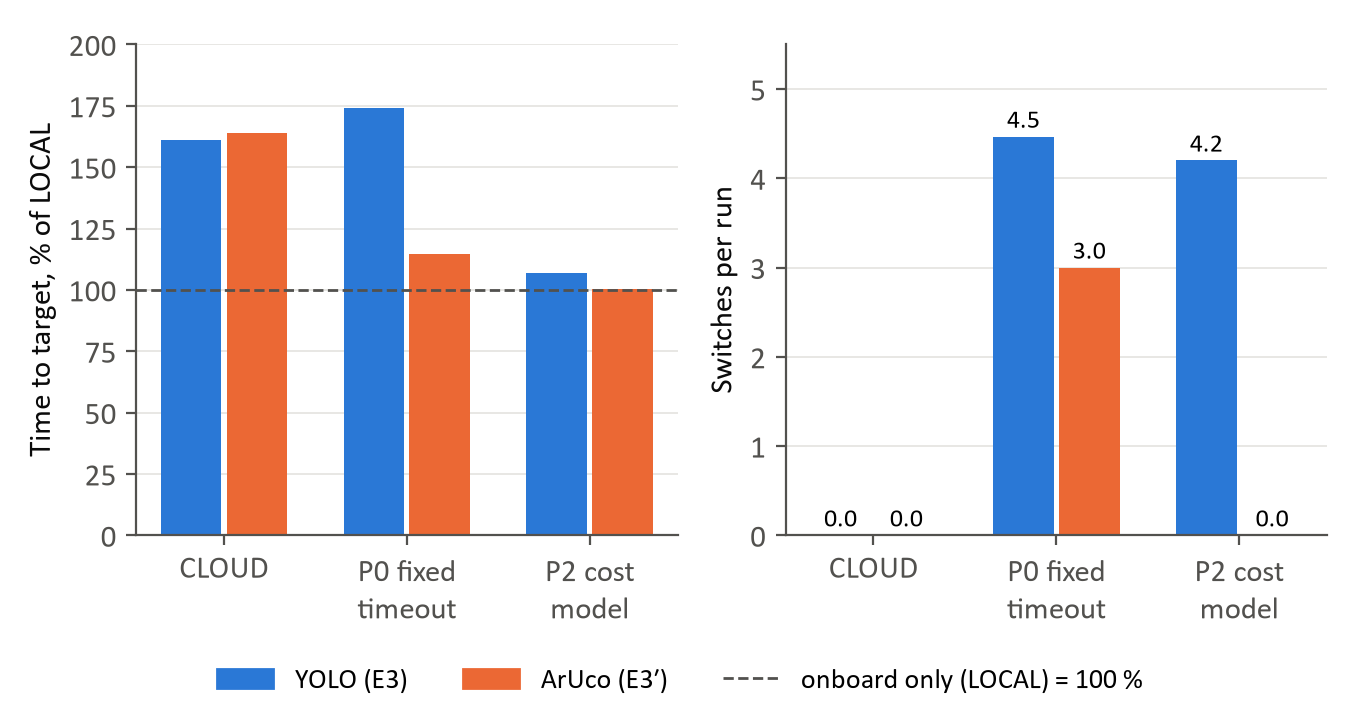 Time to target, % of LOCAL
200
175
150
125
100
75
50
25
0
CLOUD
P0 fixed
timeout
P2 cost
model
Switches per run
5
4
3
2
1
0
0.0
0.0
4.5
3.0
4.2
0.0
CLOUD
P0 fixed
timeout
P2 cost
model
YOLO (E3)
ArUco (E3′)
onboard only (LOCAL) = 100 %